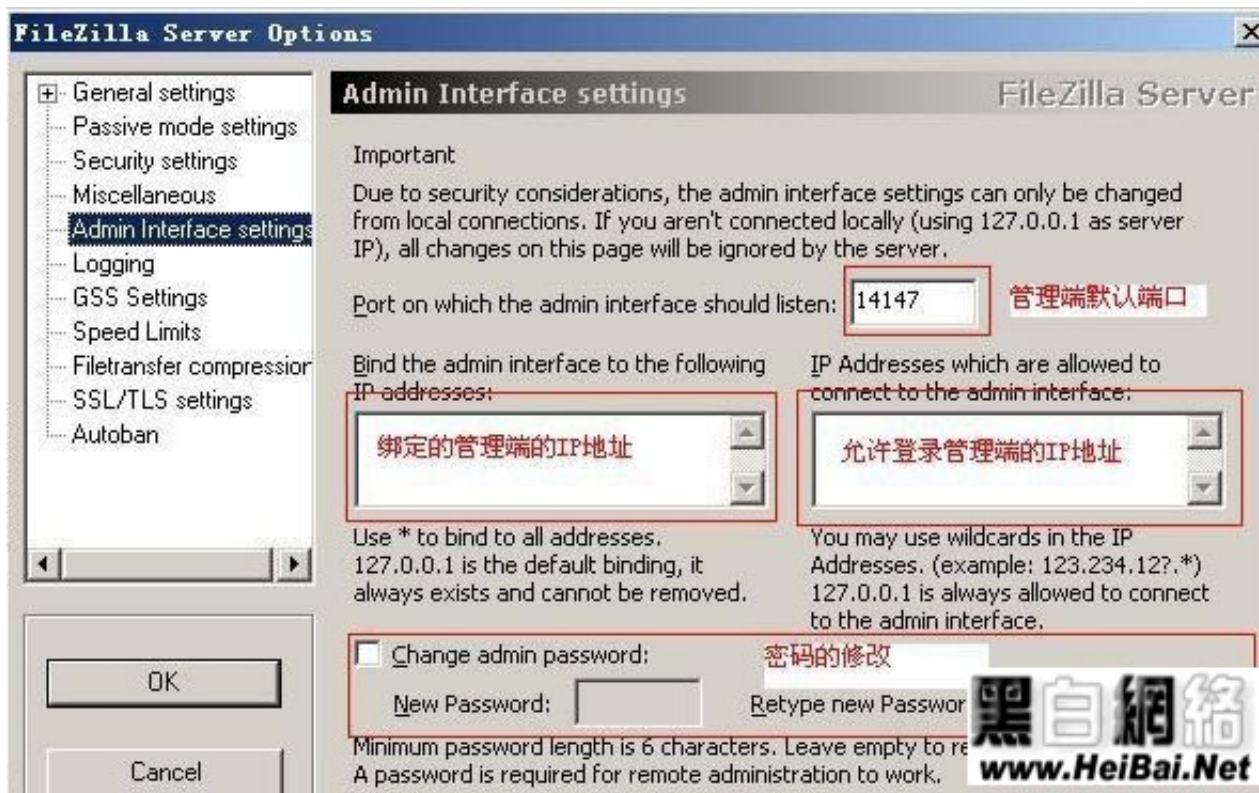 FileZilla Server Options
General settings
Passive mode settings
Security settings
Miscellaneous
Admin Interface settings
Logging
GSS Settings
Speed Limits
Filetransfer compression
SSL/TLS settings
Autoban
OK
Cancel
Admin Interface settings
FileZilla Server
Important
Due to security considerations, the admin interface settings can only be changed
from local connections. If you aren't connected locally (using 127.0.0.1 as server
IP), all changes on this page will be ignored by the server.
Port on which the admin interface should listen: 14147 管理端默认端口
Bind the admin interface to the following
IP addresses:
绑定的管理端的IP地址
Use * to bind to all addresses.
127.0.0.1 is the default binding, it
always exists and cannot be removed.
IP Addresses which are allowed to
connect to the admin interface:
允许登录管理端的IP地址
You may use wildcards in the IP
Addresses. (example: 123.234.12?.*)
127.0.0.1 is always allowed to connect
to the admin interface.
Change admin password: 密码的修改
New Password: Retype new Passwor
Minimum password length is 6 characters. Leave empty to re
A password is required for remote administration to work.
黑白網絡
www.HeiBai.Net